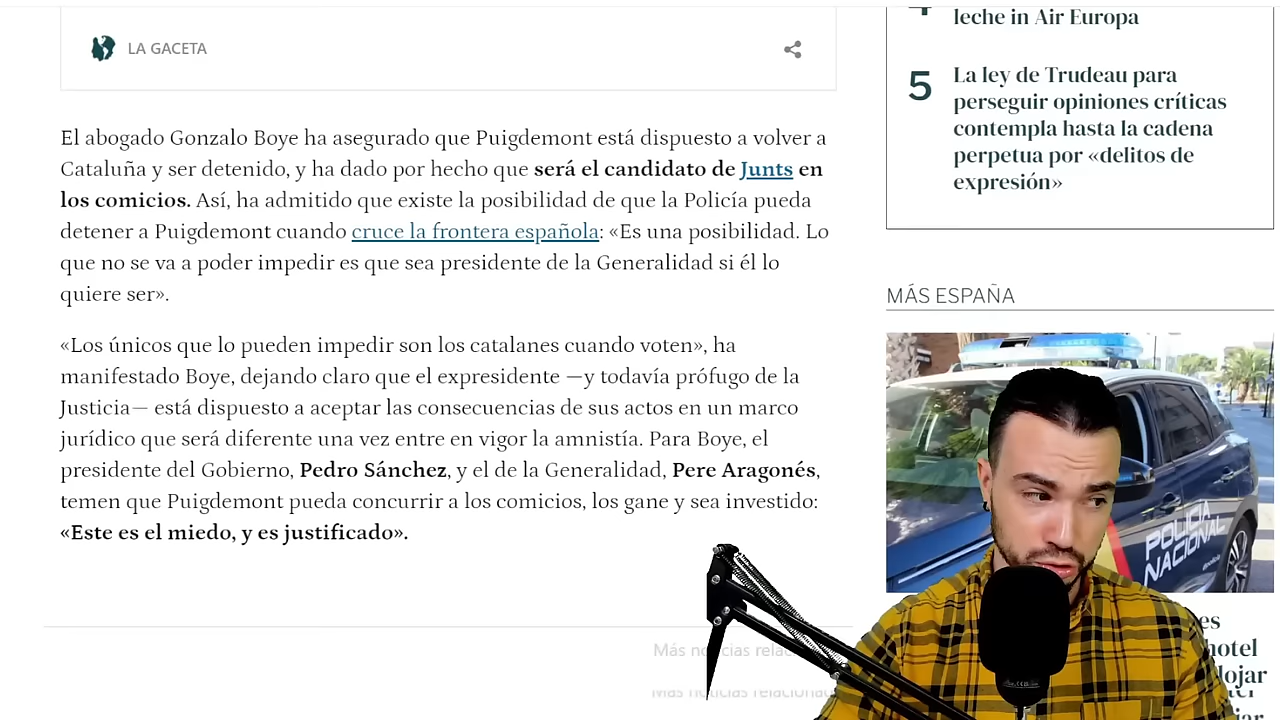 LA GACETA
El abogado Gonzalo Boye ha asegurado que Puigdemont está dispuesto a volver a
Cataluña y ser detenido, y ha dado por hecho que será el candidato de Junts en
los comicios. Así, ha admitido que existe la posibilidad de que la Policía pueda
detener a Puigdemont cuando cruce la frontera española: «Es una posibilidad. Lo
que no se va a poder impedir es que sea presidente de la Generalidad si él lo
quiere ser».
«Los únicos que lo pueden impedir son los catalanes cuando voten», ha
manifestado Boye, dejando claro que el expresidente —y todavía prófugo de la
Justicia— está dispuesto a aceptar las consecuencias de sus actos en un marco
jurídico que será diferente una vez entre en vigor la amnistía. Para Boye, el
presidente del Gobierno, Pedro Sánchez, y el de la Generalidad, Pere Aragonés,
temen que Puigdemont pueda concurrir a los comicios, los gane y sea investido:
«Este es el miedo, y es justificado».
leche in Air Europa
5
La ley de Trudeau para
perseguir opiniones críticas
contempla hasta la cadena
perpetua por «delitos de
expresión»
MÁS ESPAÑA
POLICÍA
NACIONAL
hotel
Más